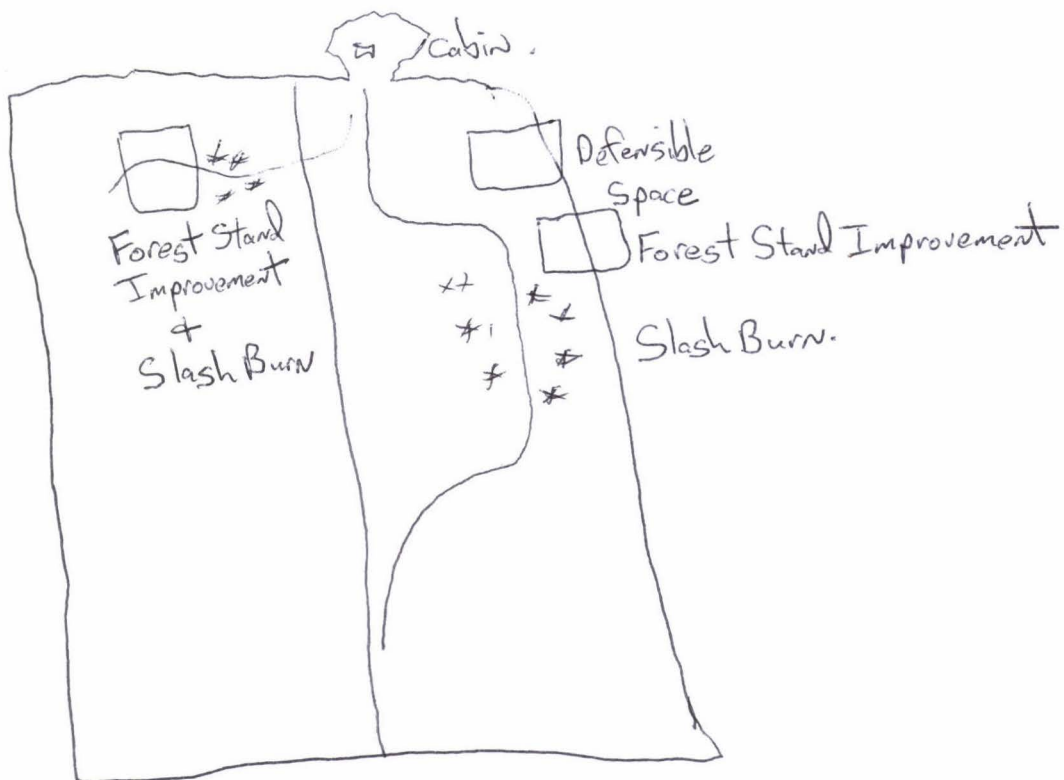 Cabin.
Defensible
Space
Forest Stand Improvement
Slash Burn.
Forest Stand
Improvement
+
Slash Burn